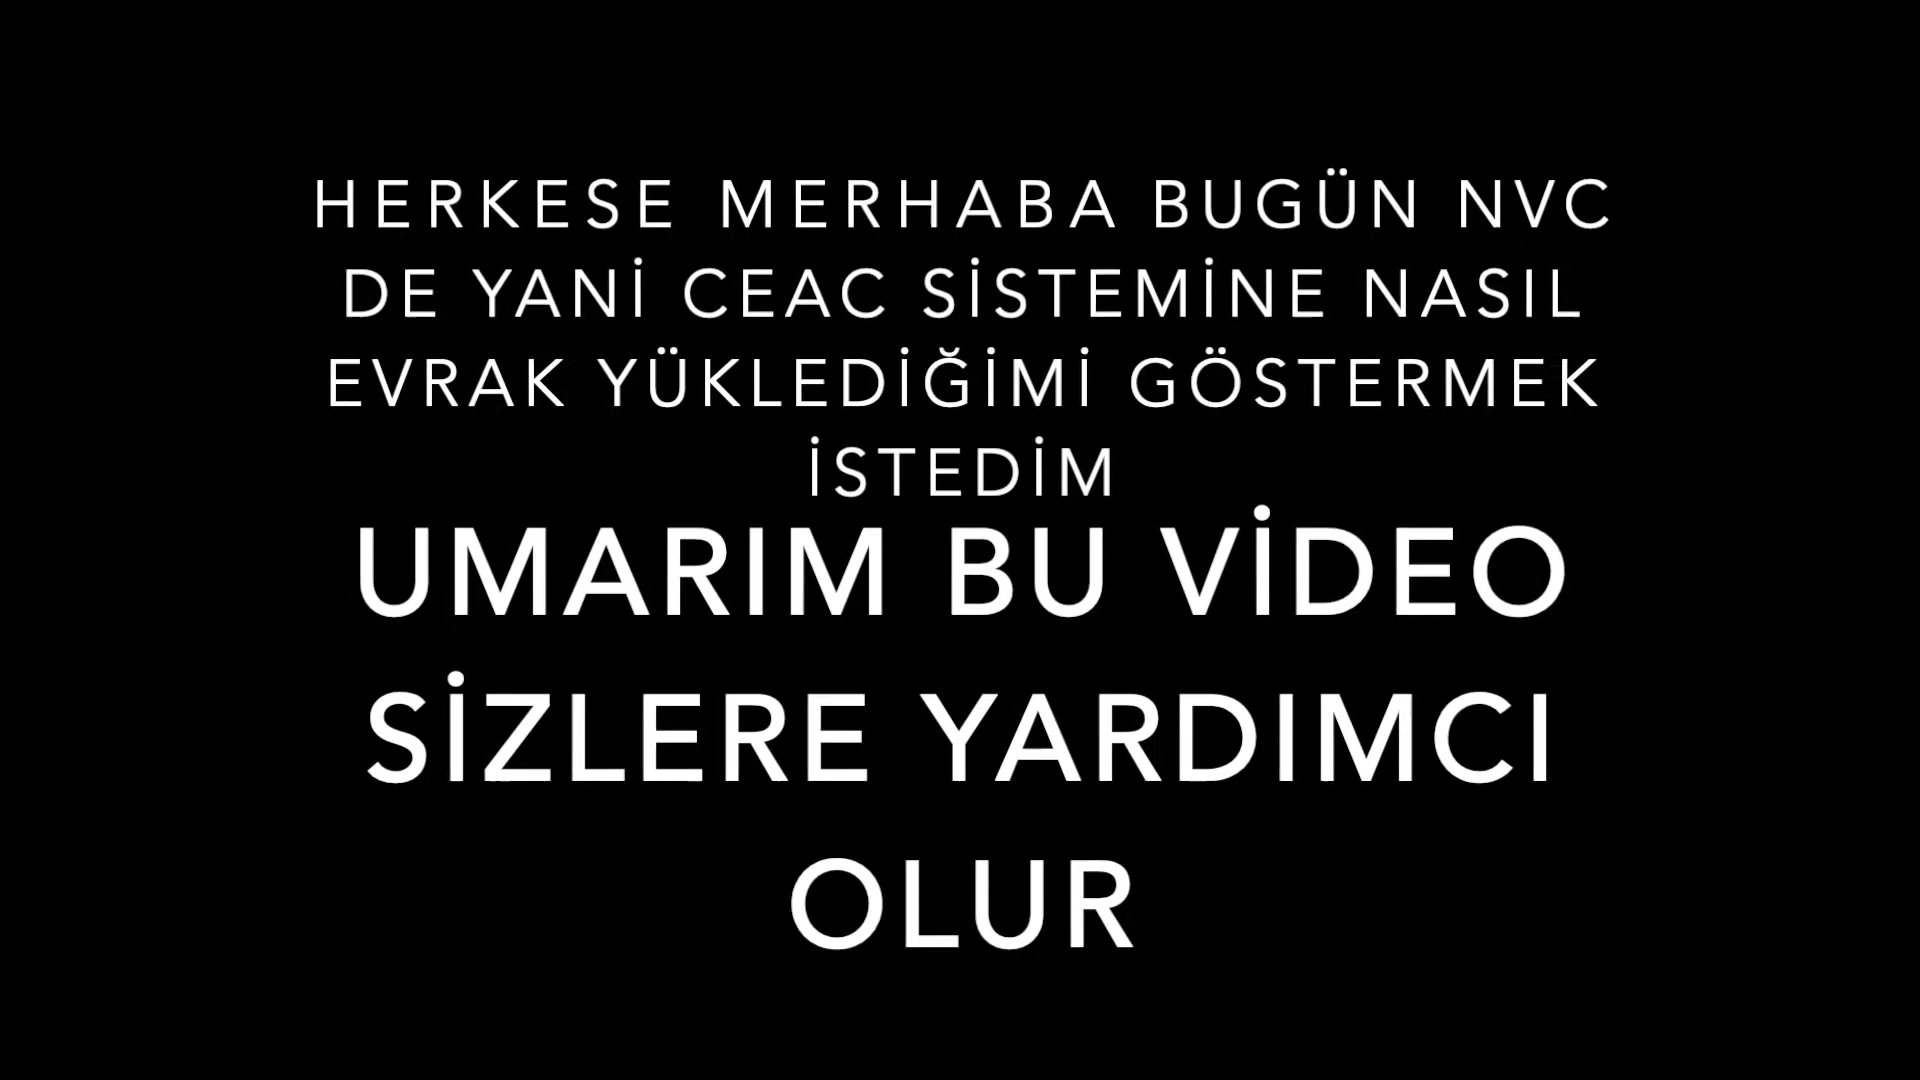 HERKESE MERHABA BUGÜN NVC
DE YANİ CEAC SİSTEMİNE NASIL
EVRAK YÜKLEDİĞİMİ GÖSTERMEK
İSTEDİM
UMARIM BU VİDEO
SİZLERE YARDIMCI
OLUR